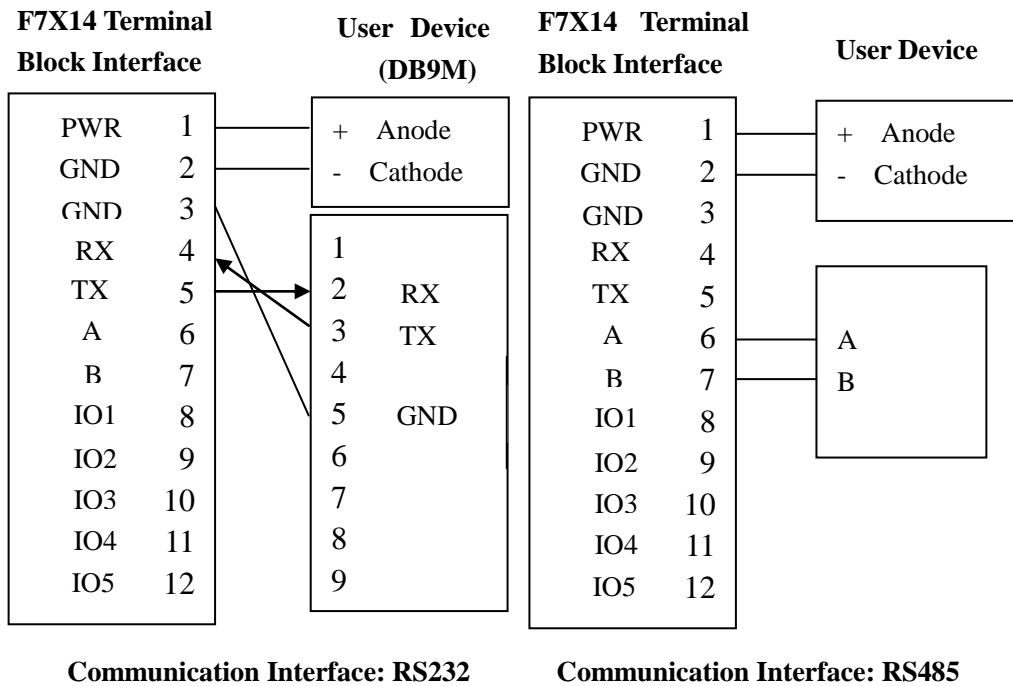 F7X14 Terminal
Block Interface
User Device
(DB9M)
PWR 1
GND 2
GND 3
RX 4
TX 5
A 6
B 7
IO1 8
IO2 9
IO3 10
IO4 11
IO5 12
+ Anode
- Cathode
1
2 RX
3 TX
4
5 GND
6
7
8
9
Communication Interface: RS232
F7X14 Terminal
Block Interface
User Device
PWR 1
GND 2
GND 3
RX 4
TX 5
A 6
B 7
IO1 8
IO2 9
IO3 10
IO4 11
IO5 12
+ Anode
- Cathode
A
B
Communication Interface: RS485